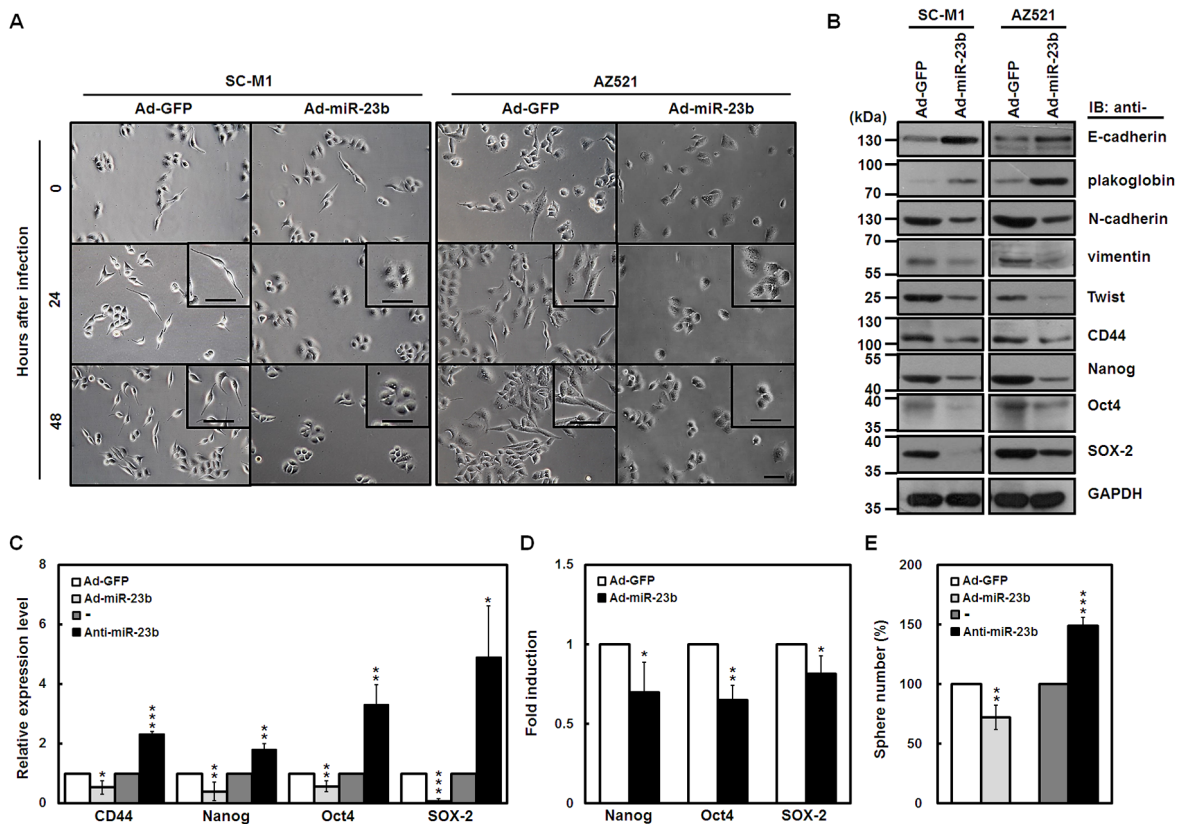 A
SC-M1
AZ521
Ad-GFP
Ad-miR-23b
Ad-GFP
Ad-miR-23b
Hours after infection
0
24
48
B
SC-M1
AZ521
Ad-GFP
Ad-miR-23b
Ad-GFP
Ad-miR-23b
(kDa)
IB: anti-
130
E-cadherin
100
70
plakoglobin
130
N-cadherin
70
55
vimentin
25
Twist
130
100
CD44
55
40
Nanog
40
35
Oct4
40
35
SOX-2
35
GAPDH
C
Relative expression level
8
6
4
2
0
Ad-GFP
Ad-miR-23b
-
Anti-miR-23b
*
***
**
**
**
**
***
*
CD44
Nanog
Oct4
SOX-2
D
Fold induction
1.5
1
0.5
0
Ad-GFP
Ad-miR-23b
*
**
*
Nanog
Oct4
SOX-2
E
Sphere number (%)
200
150
100
50
0
Ad-GFP
Ad-miR-23b
-
Anti-miR-23b
**
***